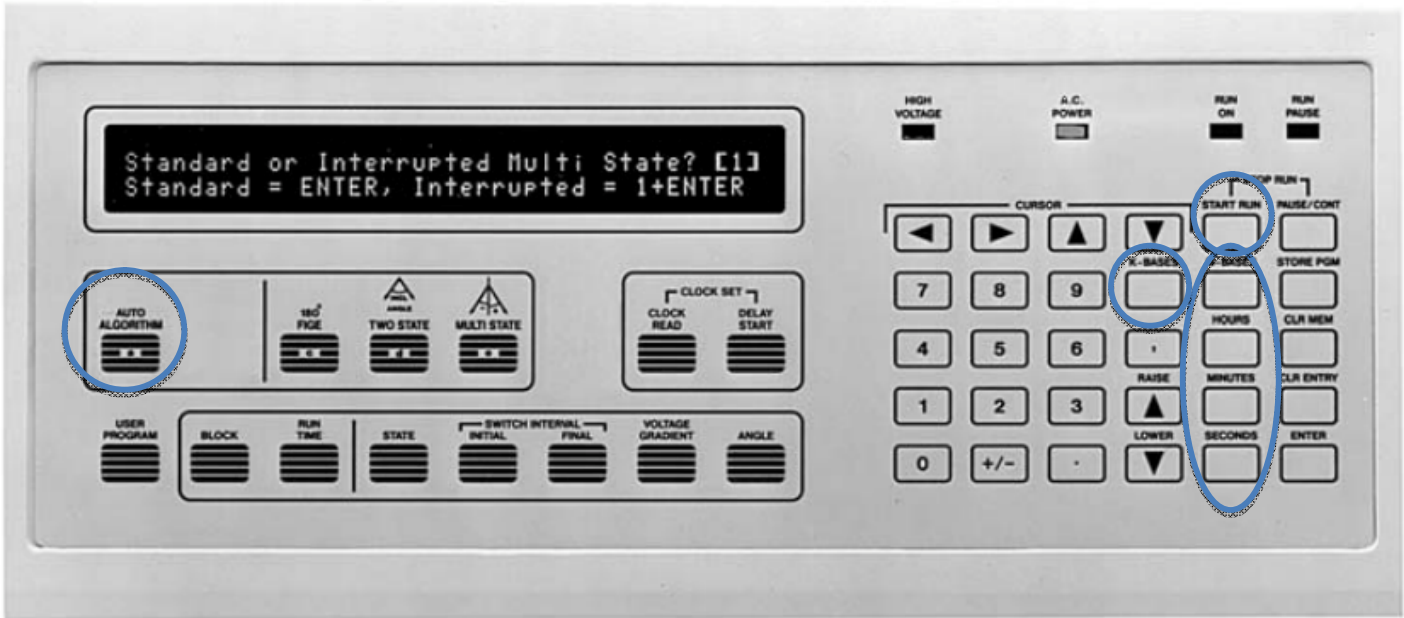 Standard or Interrupted Multi State? [1]
Standard = ENTER, Interrupted = 1+ENTER
HIGH VOLTAGE
A.C. POWER
RUN ON
RUN PAUSE
STOP RUN
CURSOR
START RUN
PAUSE/CONT
K-BASES
STORE PGM
7 8 9
HOURS
CLR MEM
4 5 6
RAISE
MINUTES
CLR ENTRY
1 2 3
LOWER
SECONDS
ENTER
0 +/- .
AUTO ALGORITHM
180° FIGE
ANGLE
TWO STATE
MULTI STATE
CLOCK SET
CLOCK READ
DELAY START
USER PROGRAM
BLOCK
RUN TIME
STATE
SWITCH INTERVAL
INITIAL
FINAL
VOLTAGE GRADIENT
ANGLE